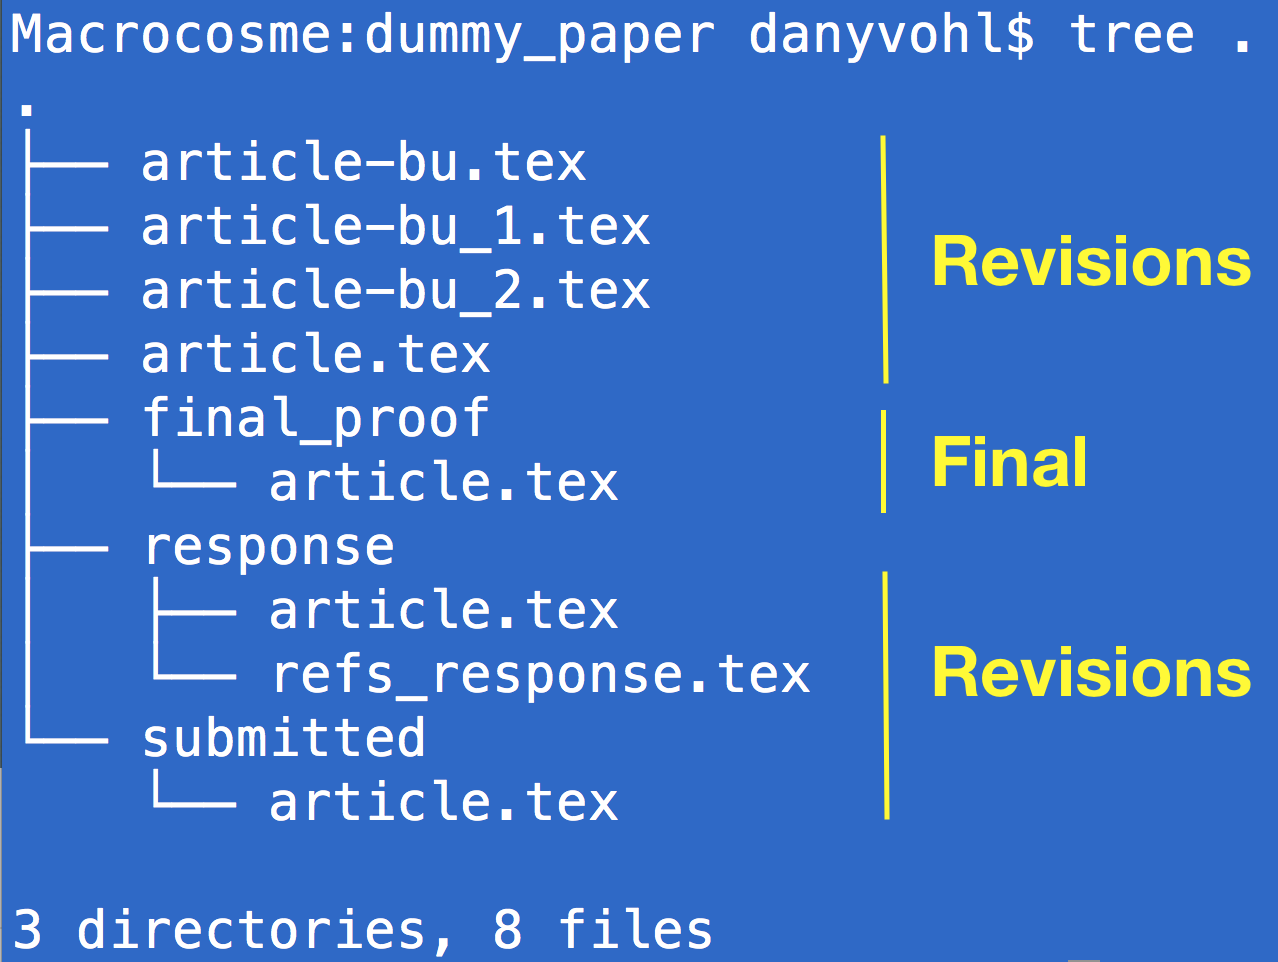 Macrocosme:dummy_paper danyvohl$ tree .
.
├── article-bu.tex
├── article-bu_1.tex
├── article-bu_2.tex
├── article.tex
Revisions
├── final_proof
│   └── article.tex
Final
├── response
│   ├── article.tex
│   └── refs_response.tex
└── submitted
    └── article.tex
Revisions
3 directories, 8 files